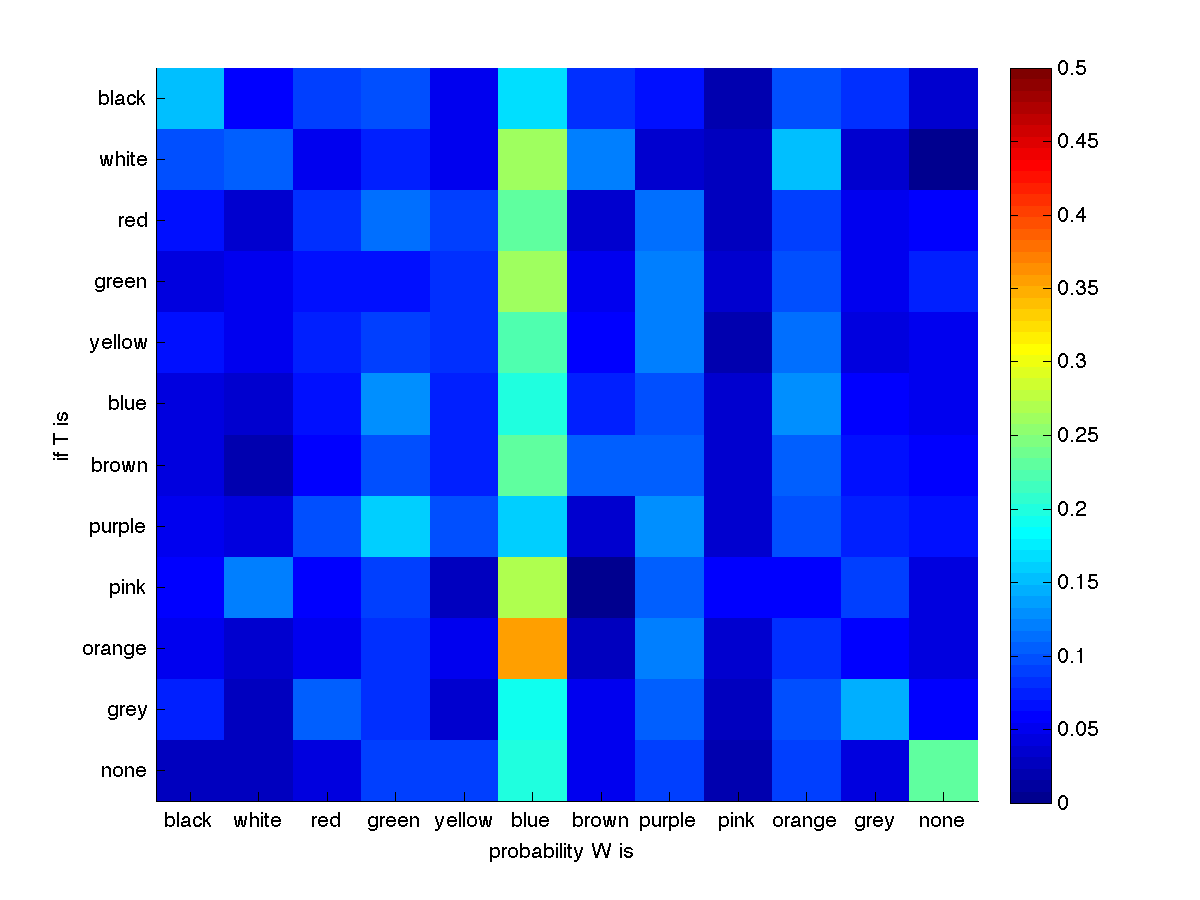 black
white
red
green
yellow
blue
brown
purple
pink
orange
grey
none
if T is
black white red green yellow blue brown purple pink orange grey none
probability W is
0.5
0.45
0.4
0.35
0.3
0.25
0.2
0.15
0.1
0.05
0